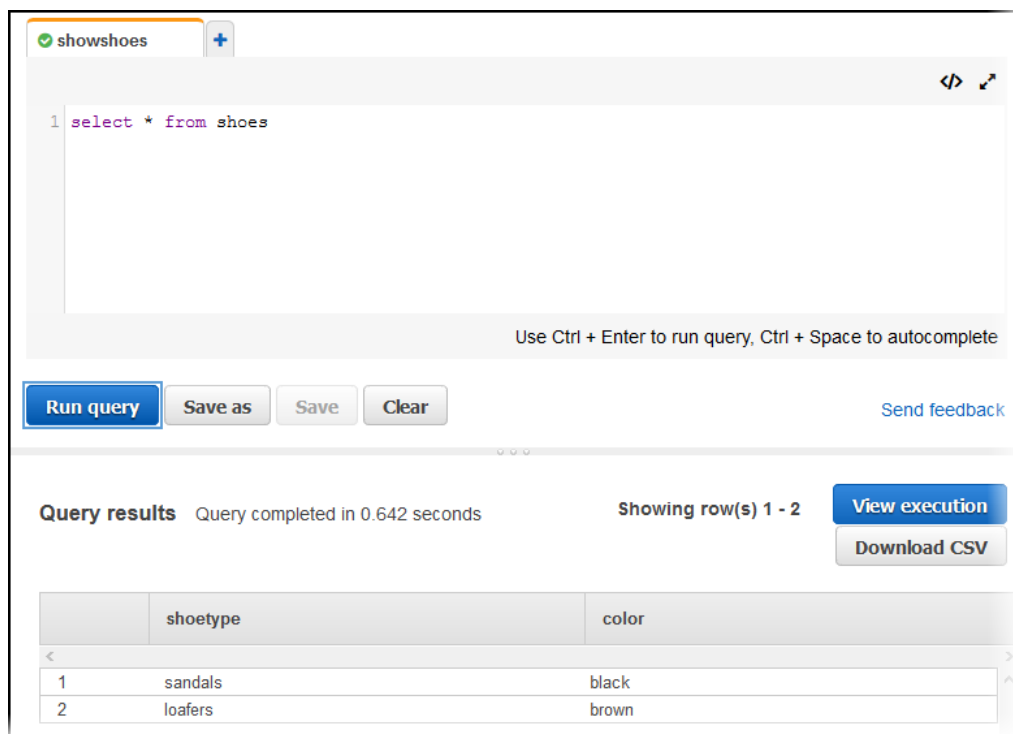 showshoes +
</>
1 select * from shoes
Use Ctrl + Enter to run query, Ctrl + Space to autocomplete
Run query Save as Save Clear Send feedback
Query results Query completed in 0.642 seconds Showing row(s) 1 - 2 View execution
Download CSV
shoetype color
1 sandals black
2 loafers brown